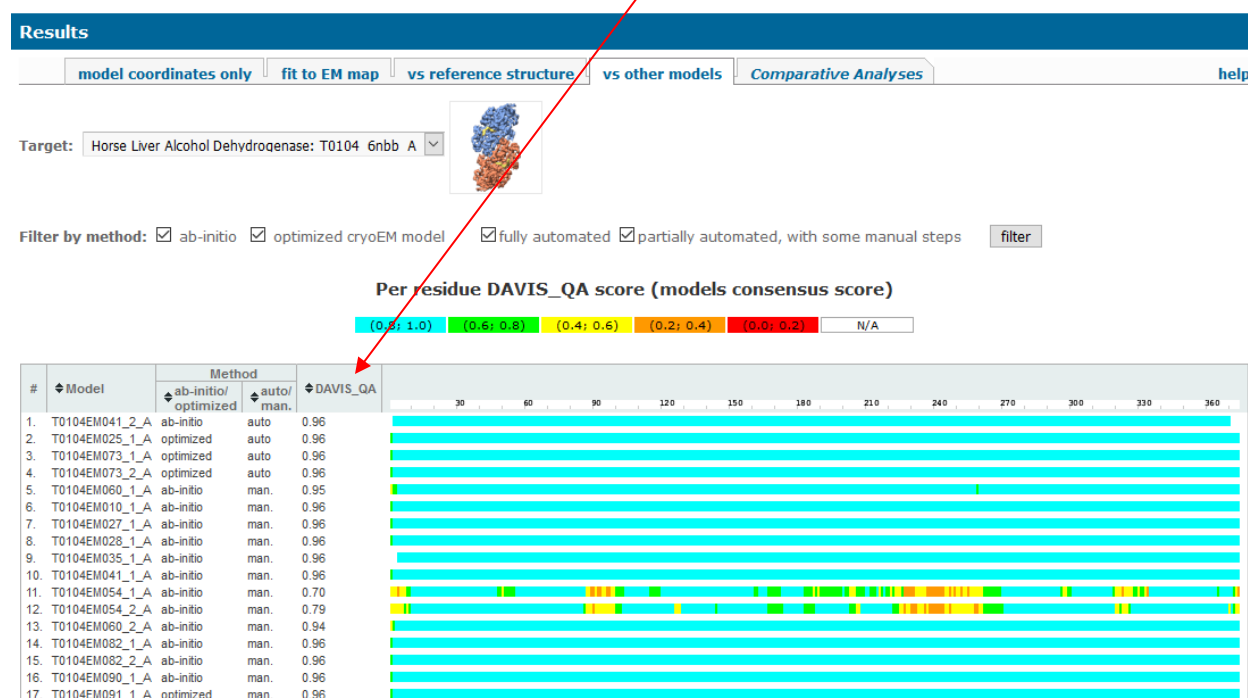 Results
model coordinates only fit to EM map vs reference structure vs other models Comparative Analyses help
Target: Horse Liver Alcohol Dehydrogenase: T0104 6nbb A
Filter by method: ab-initio optimized cryoEM model fully automated partially automated, with some manual steps filter
Per residue DAVIS_QA score (models consensus score)
(0.8; 1.0) (0.6; 0.8) (0.4; 0.6) (0.2; 0.4) (0.0; 0.2) N/A
Method
# Model ab-initio/ auto/ DAVIS_QA
optimized man.
30 60 90 120 150 180 210 240 270 300 330 360
1. T0104EM041_2_A ab-initio auto 0.96
2. T0104EM025_1_A optimized auto 0.96
3. T0104EM073_1_A optimized auto 0.96
4. T0104EM073_2_A optimized auto 0.96
5. T0104EM060_1_A ab-initio man. 0.95
6. T0104EM010_1_A ab-initio man. 0.96
7. T0104EM027_1_A ab-initio man. 0.96
8. T0104EM028_1_A ab-initio man. 0.96
9. T0104EM035_1_A ab-initio man. 0.96
10. T0104EM041_1_A ab-initio man. 0.96
11. T0104EM054_1_A ab-initio man. 0.70
12. T0104EM054_2_A ab-initio man. 0.79
13. T0104EM060_2_A ab-initio man. 0.94
14. T0104EM082_1_A ab-initio man. 0.96
15. T0104EM082_2_A ab-initio man. 0.96
16. T0104EM090_1_A ab-initio man. 0.96
17. T0104EM091_1_A optimized man. 0.96